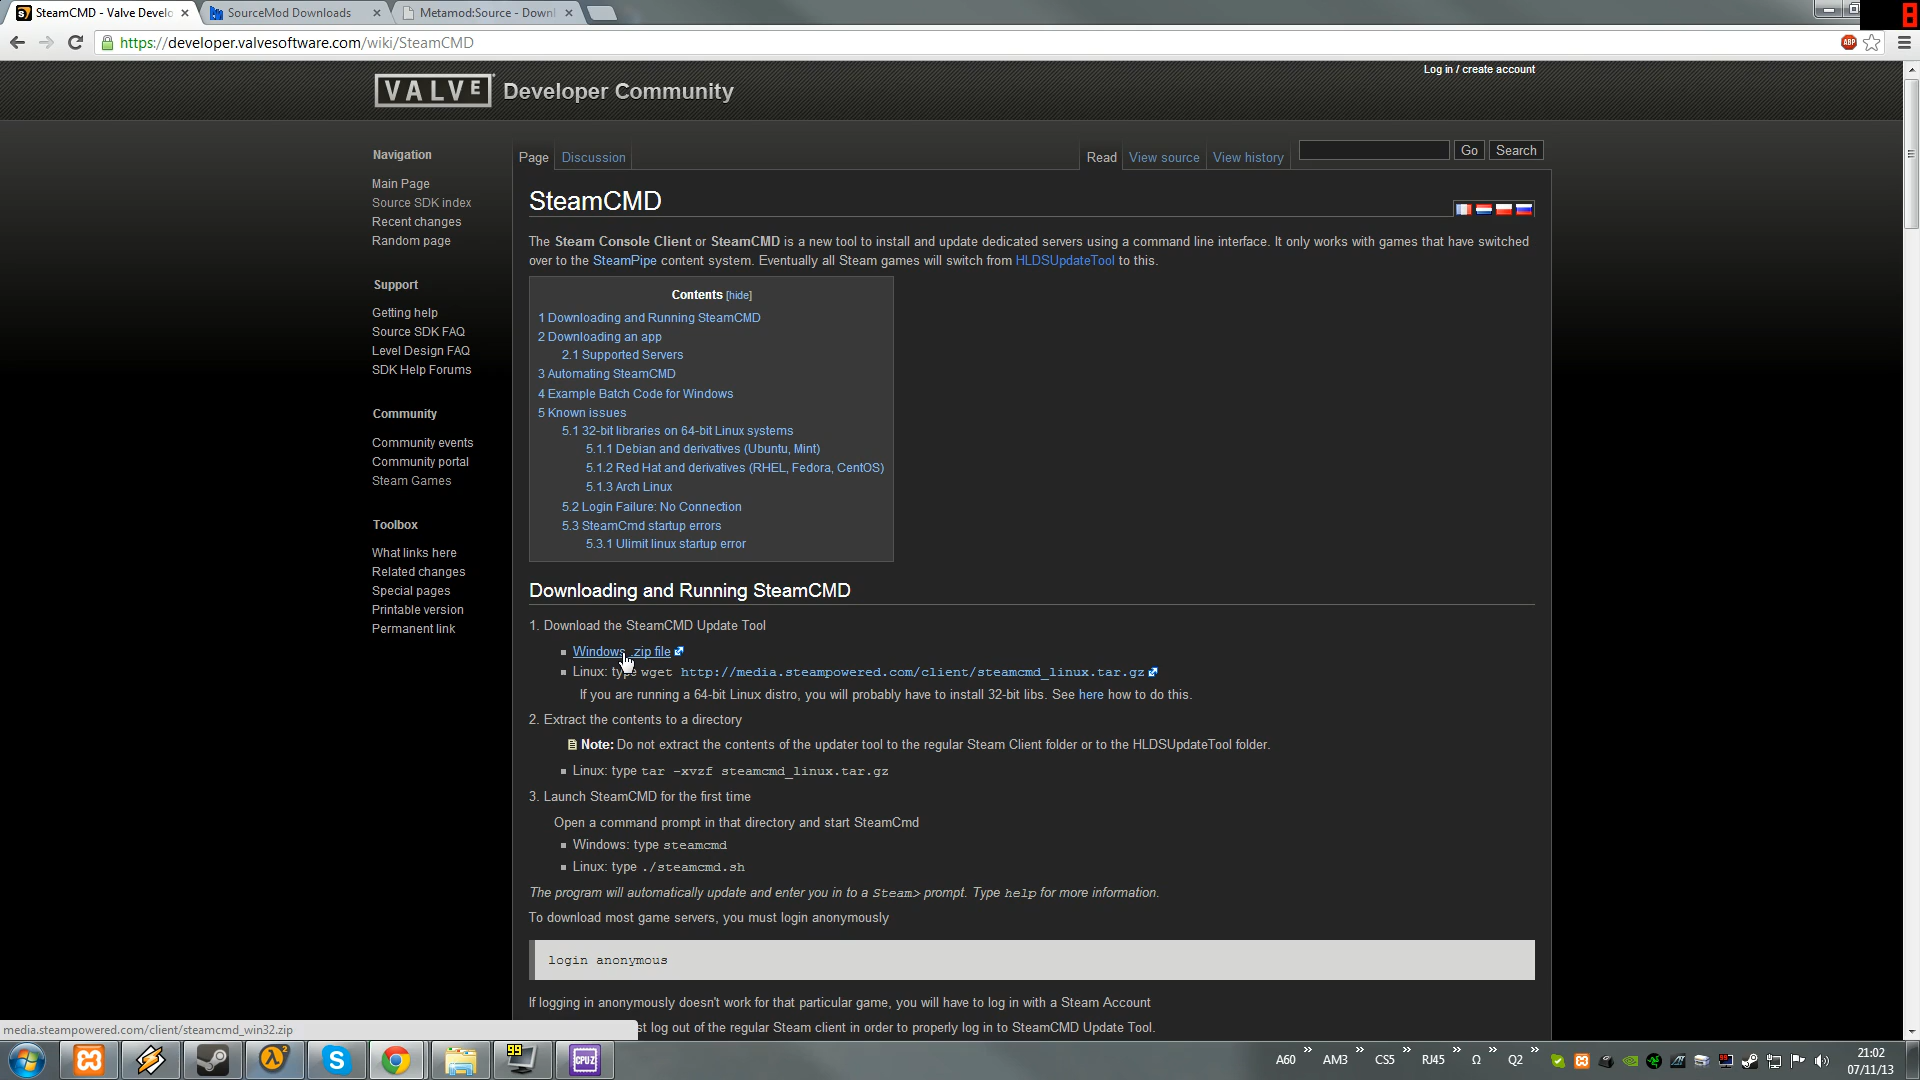 SteamCMD - Valve Develo
SourceMod Downloads
Metamod:Source - Downl
8
https://developer.valvesoftware.com/wiki/SteamCMD
ABP
Log in / create account
VALVE Developer Community
Navigation
Main Page
Source SDK index
Recent changes
Random page
Support
Getting help
Source SDK FAQ
Level Design FAQ
SDK Help Forums
Community
Community events
Community portal
Steam Games
Toolbox
What links here
Related changes
Special pages
Printable version
Permanent link
Page
Discussion
Read
View source
View history
Go
Search
SteamCMD
The Steam Console Client or SteamCMD is a new tool to install and update dedicated servers using a command line interface. It only works with games that have switched
over to the SteamPipe content system. Eventually all Steam games will switch from HLDSUpdateTool to this.
Contents [hide]
1 Downloading and Running SteamCMD
2 Downloading an app
2.1 Supported Servers
3 Automating SteamCMD
4 Example Batch Code for Windows
5 Known issues
5.1 32-bit libraries on 64-bit Linux systems
5.1.1 Debian and derivatives (Ubuntu, Mint)
5.1.2 Red Hat and derivatives (RHEL, Fedora, CentOS)
5.1.3 Arch Linux
5.2 Login Failure: No Connection
5.3 SteamCmd startup errors
5.3.1 Ulimit linux startup error
Downloading and Running SteamCMD
1. Download the SteamCMD Update Tool
Windows .zip file
Linux: type wget http://media.steampowered.com/client/steamcmd_linux.tar.gz
If you are running a 64-bit Linux distro, you will probably have to install 32-bit libs. See here how to do this.
2. Extract the contents to a directory
Note: Do not extract the contents of the updater tool to the regular Steam Client folder or to the HLDSUpdateTool folder.
Linux: type tar -xvzf steamcmd_linux.tar.gz
3. Launch SteamCMD for the first time
Open a command prompt in that directory and start SteamCmd
Windows: type steamcmd
Linux: type ./steamcmd.sh
The program will automatically update and enter you in to a Steam> prompt. Type help for more information.
To download most game servers, you must login anonymously
login anonymous
If logging in anonymously doesn't work for that particular game, you will have to log in with a Steam Account
st log out of the regular Steam client in order to properly log in to SteamCMD Update Tool.
media.steampowered.com/client/steamcmd_win32.zip
99
CPU Z
A60 » AM3 » CS5 » RJ45 » Ω » Q2 »
21:02
07/11/13